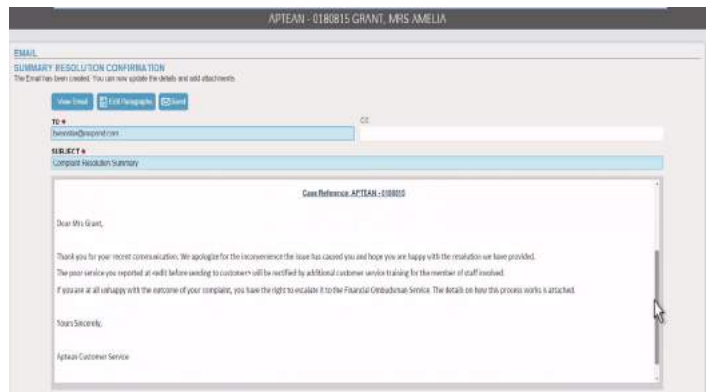 APTEAN - 0180815 GRANT, MRS AMELIA
EMAIL
SUMMARY RESOLUTION CONFIRMATION
The Email has been created. You can now update the details and add attachments
View Email Edit Paragraphs Send
TO * CC
SUBJECT *
Complaint Resolution Summary
Case Reference: APTEAN - 0180815
Dear Mrs Grant,
Thank you for your recent communication. We apologize for the inconvenience the issue has caused you and hope you are happy with the resolution we have provided.
The poor service you reported at <edit before sending to customer> will be rectified by additional customer service training for the member of staff involved.
If you are at all unhappy with the outcome of your complaint, you have the right to escalate it to the Financial Ombudsman Service. The details on how this process works is attached.
Yours Sincerely,
Aptean Customer Service